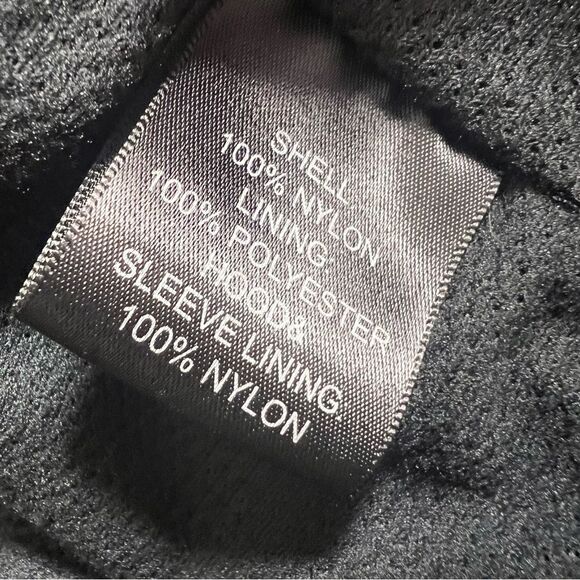 SHELL
100% NYLON
LINING
100% POLYESTER
HOOD&
SLEEVE LINING
100% NYLON